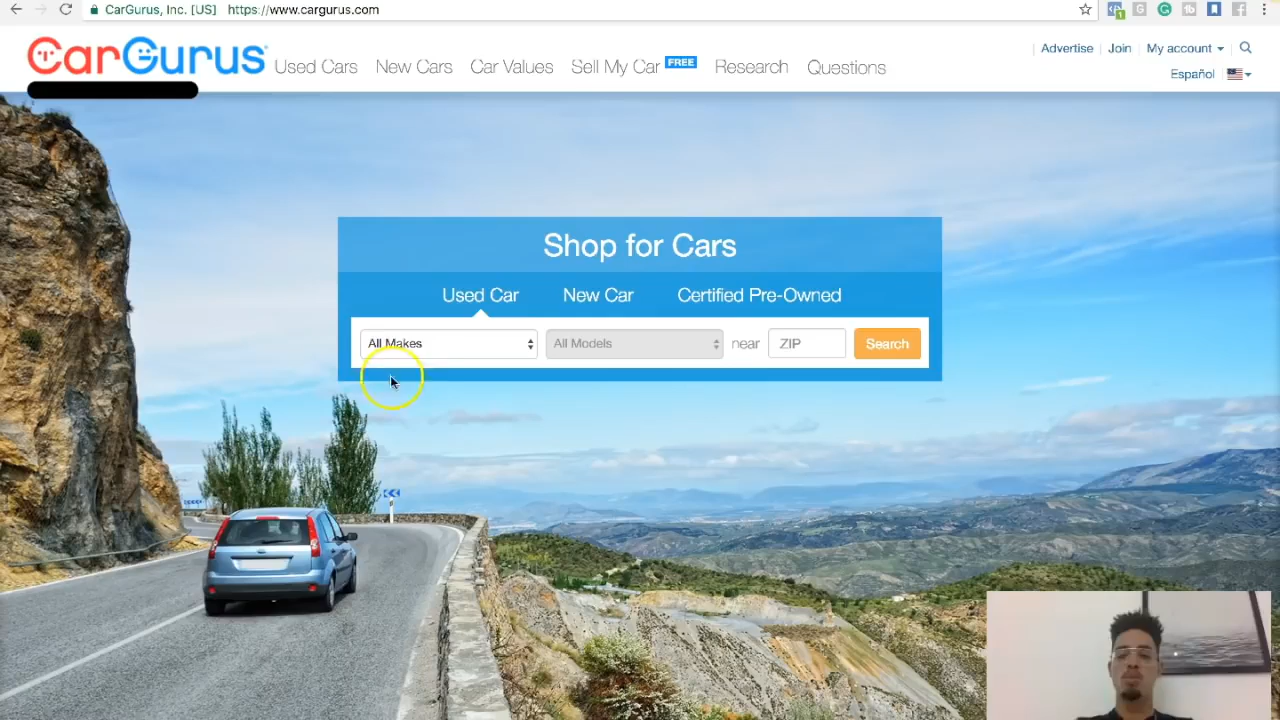 CarGurus, Inc. [US] https://www.cargurus.com
CarGurus
Used Cars New Cars Car Values Sell My Car FREE Research Questions
Advertise Join My account
Español
Shop for Cars
Used Car New Car Certified Pre-Owned
All Makes All Models near ZIP Search